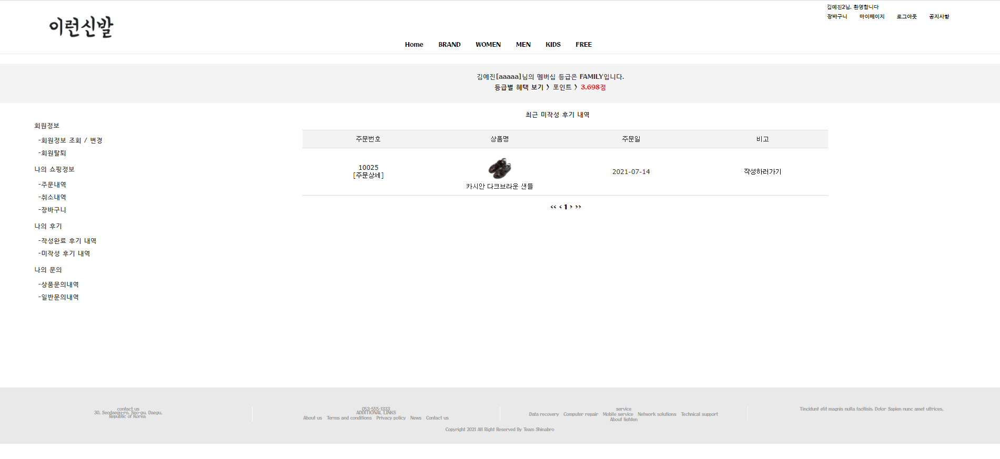 김예진2님. 환영합니다
장바구니 마이페이지 로그아웃 공지사항
이런신발
Home BRAND WOMEN MEN KIDS FREE
김예진[aaaaa]님의 멤버십 등급은 FAMILY입니다.
등급별 혜택 보기 > 포인트 > 3,698점
회원정보
-회원정보 조회 / 변경
-회원탈퇴
나의 쇼핑정보
-주문내역
-취소내역
-장바구니
나의 후기
-작성완료 후기 내역
-미작성 후기 내역
나의 문의
-상품문의내역
-일반문의내역
최근 미작성 후기 내역
주문번호 상품명 주문일 비고
10025
[주문상세]
카시안 다크브라운 샌들
2021-07-14
작성하러가기
<< < 1 > >>
contact us
30, Seodaegu-ro, Seo-gu, Daegu,
Republic of Korea
053-555-1333
ADDITIONAL LINKS
About us Terms and conditions Privacy policy News Contact us
service
Data recovery Computer repair Mobile service Network solutions Technical support
About lighten
Tincidunt elit magnis nulla facilisis. Dolor Sapien nunc amet ultrices,
Copyright 2021 All Right Reserved By Team Shinabro